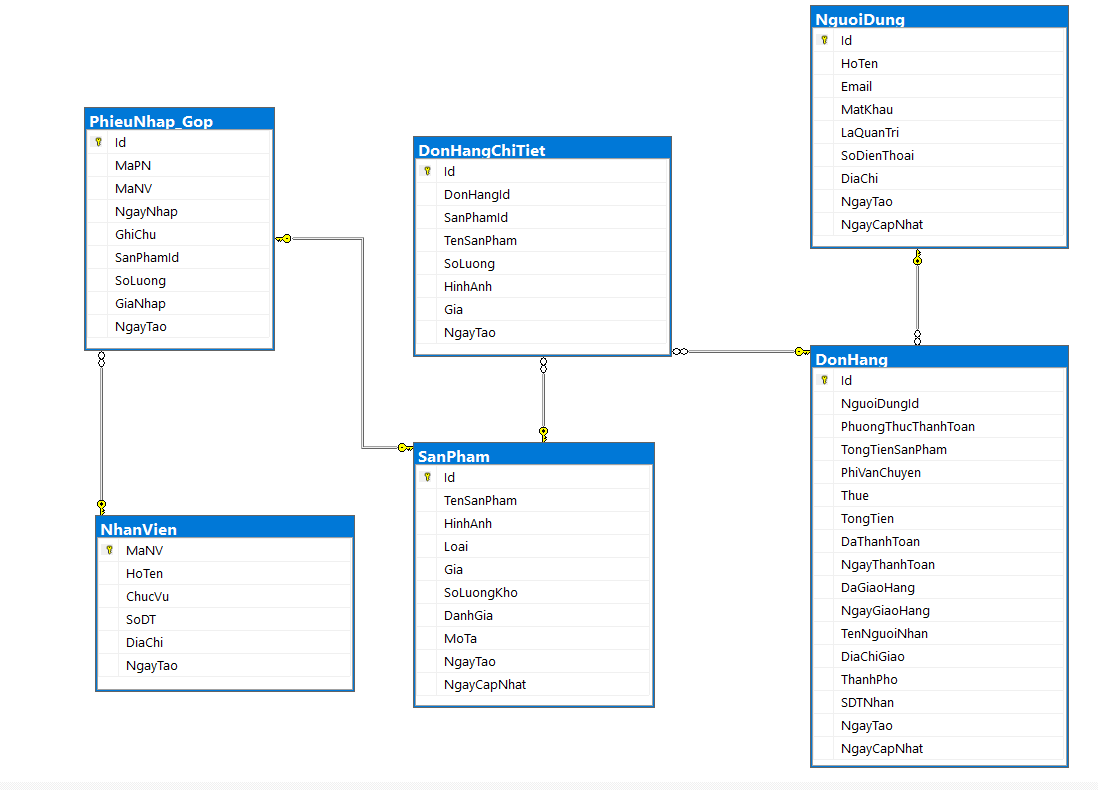 PhieuNhap_Gop
Id
MaPN
MaNV
NgayNhap
GhiChu
SanPhamId
SoLuong
GiaNhap
NgayTao
DonHangChiTiet
Id
DonHangId
SanPhamId
TenSanPham
SoLuong
HinhAnh
Gia
NgayTao
NguoiDung
Id
HoTen
Email
MatKhau
LaQuanTri
SoDienThoai
DiaChi
NgayTao
NgayCapNhat
NhanVien
MaNV
HoTen
ChucVu
SoDT
DiaChi
NgayTao
SanPham
Id
TenSanPham
HinhAnh
Loai
Gia
SoLuongKho
DanhGia
MoTa
NgayTao
NgayCapNhat
DonHang
Id
NguoiDungId
PhuongThucThanhToan
TongTienSanPham
PhiVanChuyen
Thue
TongTien
DaThanhToan
NgayThanhToan
DaGiaoHang
NgayGiaoHang
TenNguoiNhan
DiaChiGiao
ThanhPho
SDTNhan
NgayTao
NgayCapNhat